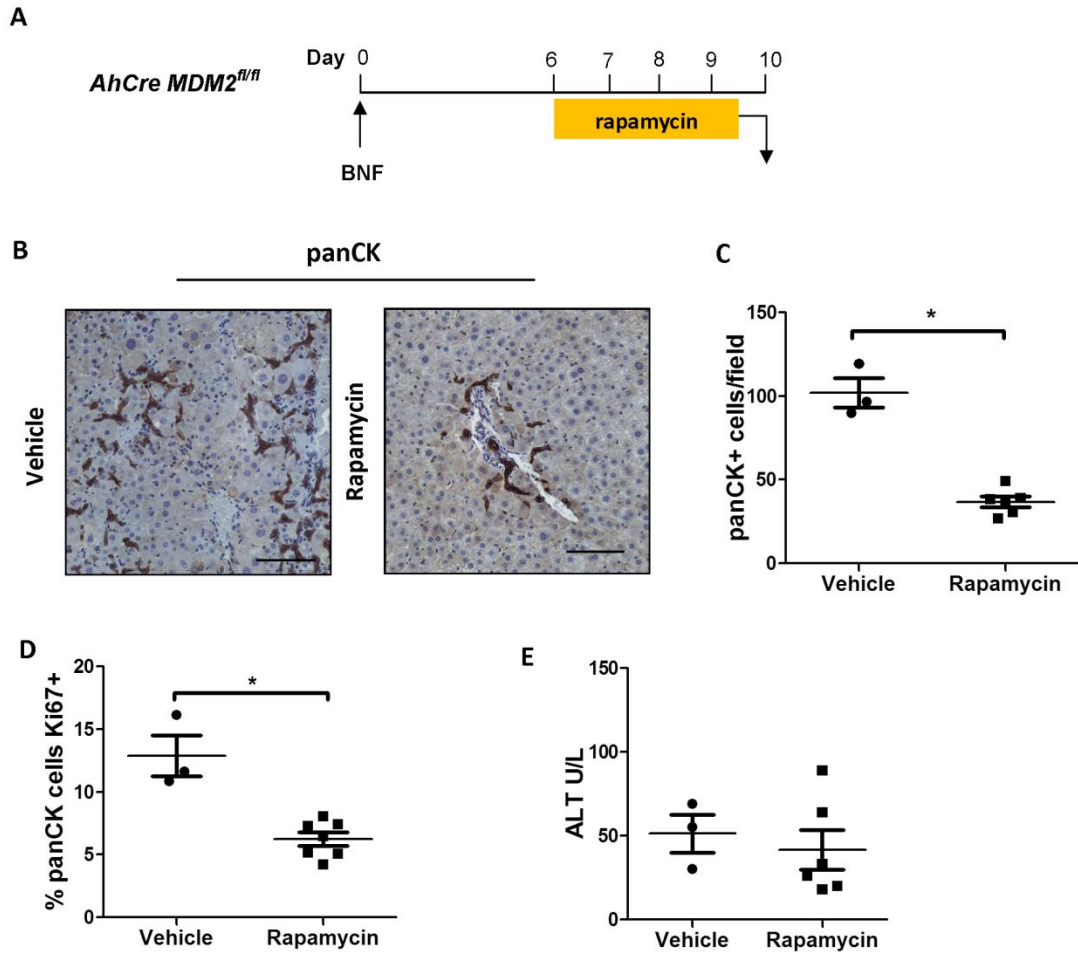 A
Day 0 6 7 8 9 10
AhCre MDM2fl/fl
rapamycin
BNF
B
panCK
Vehicle
Rapamycin
C
panCK+ cells/field
150
100
50
0
*
Vehicle Rapamycin
D
% panCK cells Ki67+
20
15
10
5
0
*
Vehicle Rapamycin
E
ALT U/L
150
100
50
0
Vehicle Rapamycin